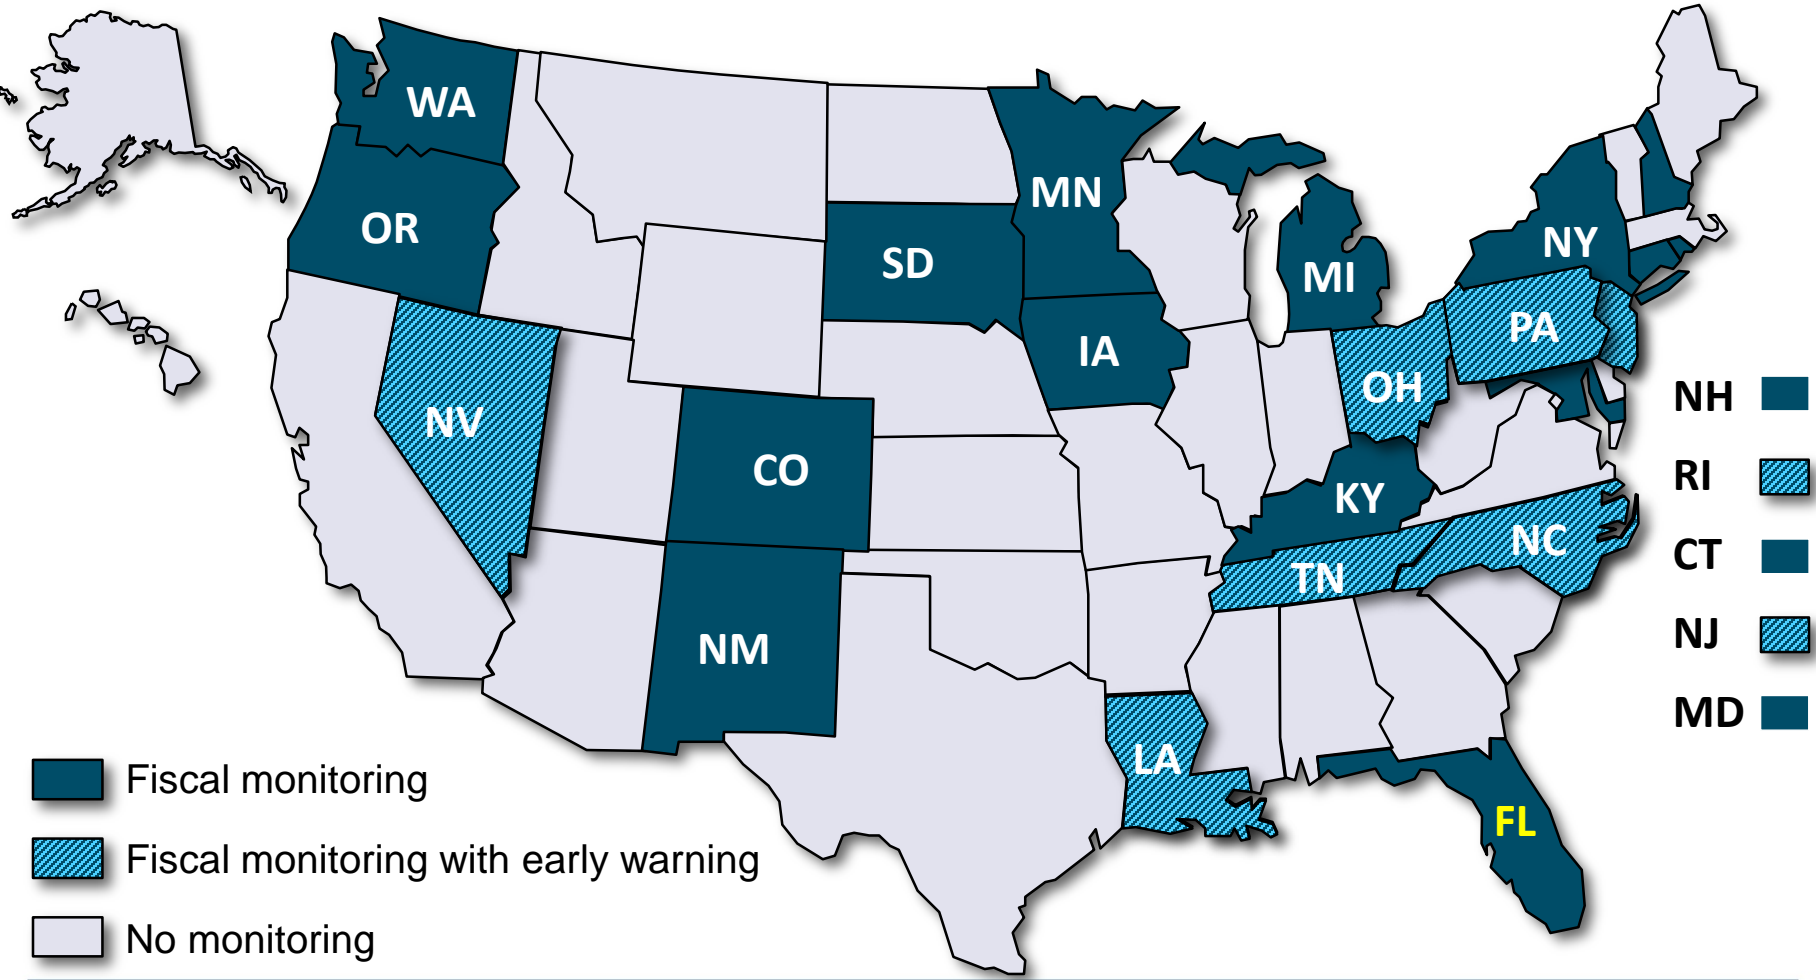 WA
MN
OR
NY
SD
MI
PA
IA
OH
NH
NV
CO
RI
KY
NC
CT
TN
NJ
NM
MD
LA
Fiscal monitoring
FL
Fiscal monitoring with early warning
No monitoring